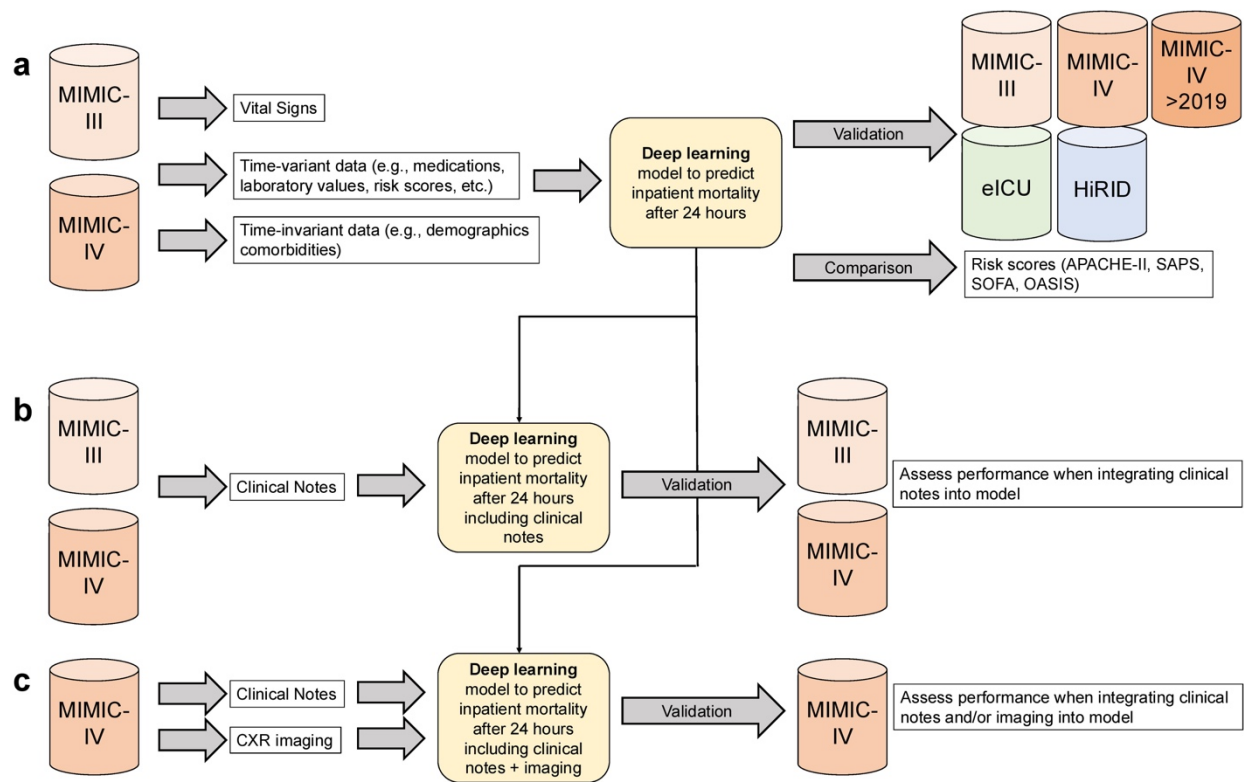 a
MIMIC-
III
MIMIC-
IV
Vital Signs
Time-variant data (e.g., medications,
laboratory values, risk scores, etc.)
Time-invariant data (e.g., demographics
comorbidities)
Deep learning
model to predict
inpatient mortality
after 24 hours
Validation
MIMIC-
III
MIMIC-
IV
MIMIC-
IV
>2019
eICU
HiRID
Comparison
Risk scores (APACHE-II, SAPS,
SOFA, OASIS)
b
MIMIC-
III
MIMIC-
IV
Clinical Notes
Deep learning
model to predict
inpatient mortality
after 24 hours
including clinical
notes
Validation
MIMIC-
III
MIMIC-
IV
Assess performance when integrating clinical
notes into model
c
MIMIC-
IV
Clinical Notes
CXR imaging
Deep learning
model to predict
inpatient mortality
after 24 hours
including clinical
notes + imaging
Validation
MIMIC-
IV
Assess performance when integrating clinical
notes and/or imaging into model